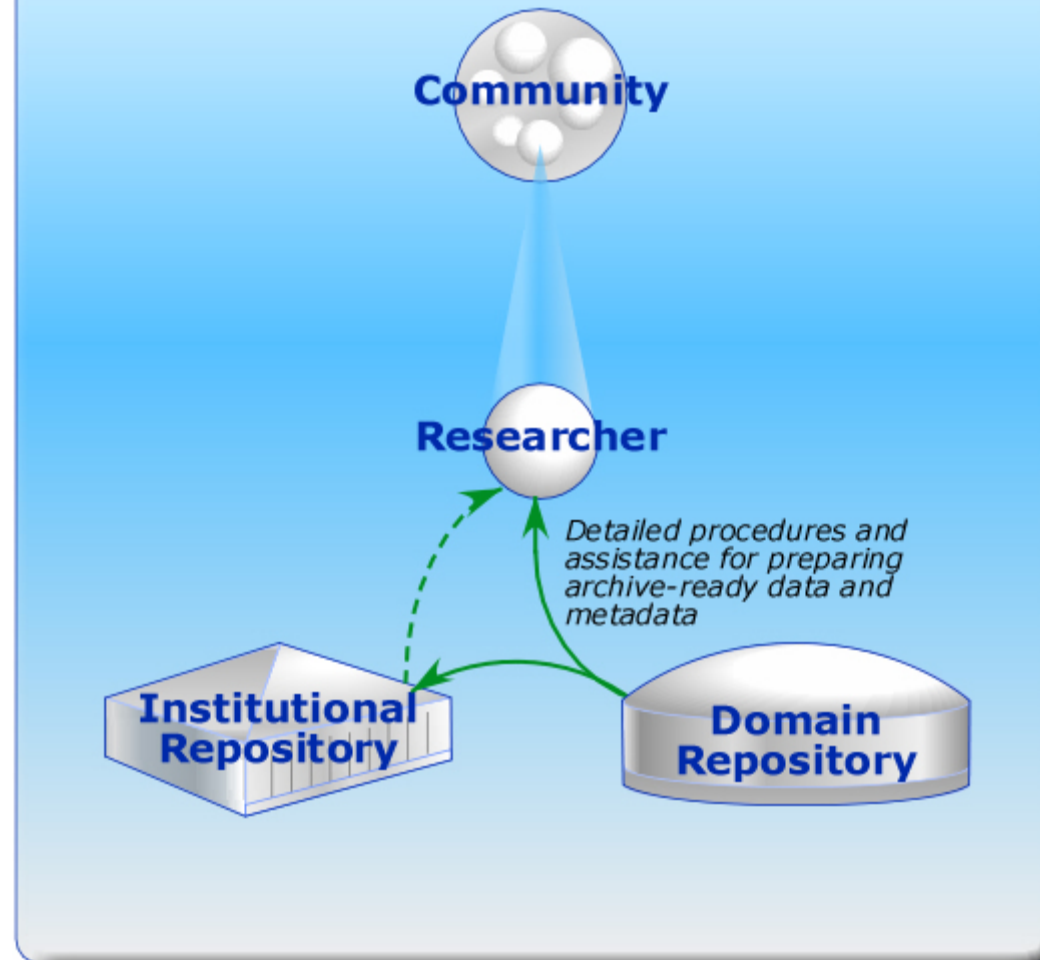 Community
Researcher
Detailed procedures and
assistance for preparing
archive-ready data and
metadata
Institutional
Repository
Domain
Repository